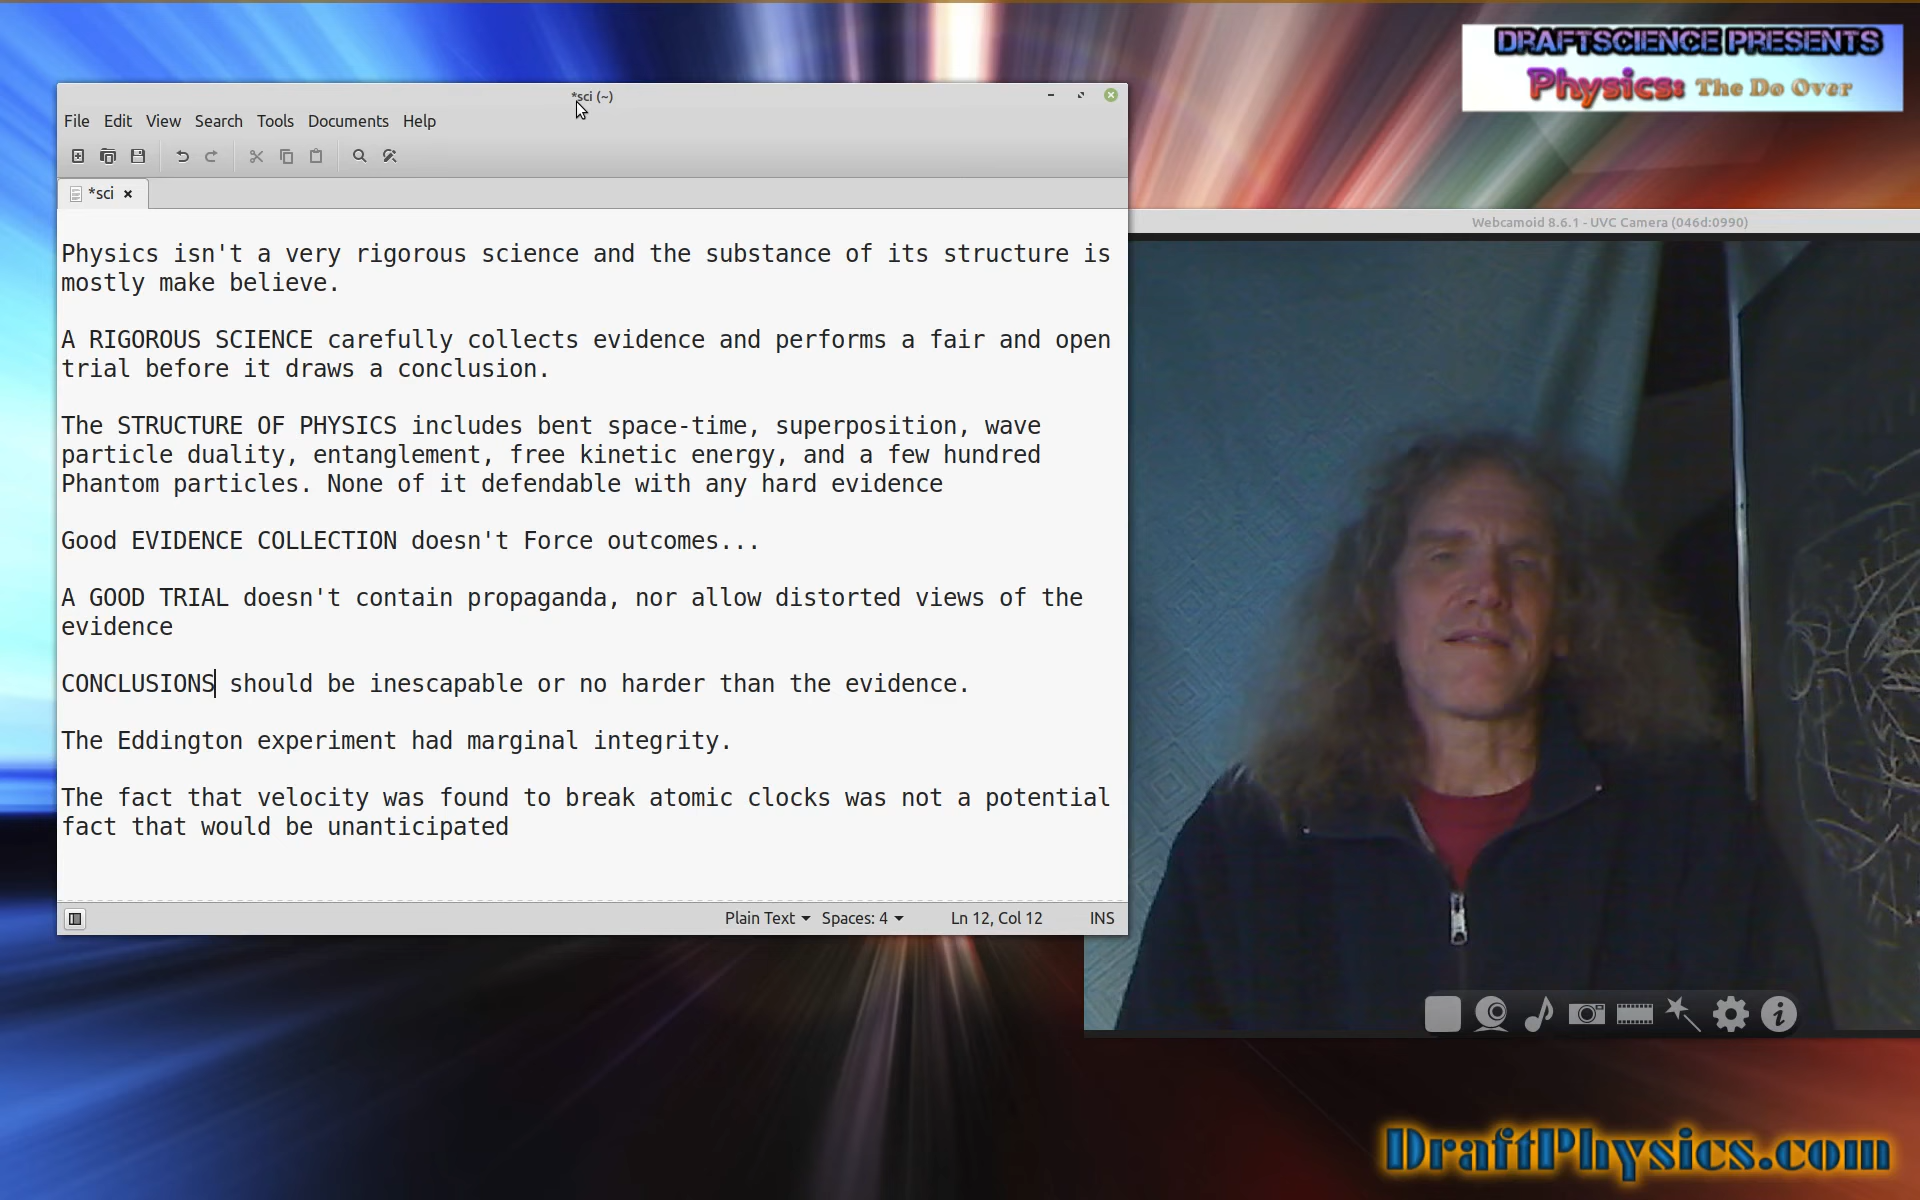 DRAFTSCIENCE PRESENTS
Physics: The Do Over
*sci (~)
File Edit View Search Tools Documents Help
*sci
Webcamoid 8.6.1 - UVC Camera (046d:0990)
Physics isn't a very rigorous science and the substance of its structure is
mostly make believe.
A RIGOROUS SCIENCE carefully collects evidence and performs a fair and open
trial before it draws a conclusion.
The STRUCTURE OF PHYSICS includes bent space-time, superposition, wave
particle duality, entanglement, free kinetic energy, and a few hundred
Phantom particles. None of it defendable with any hard evidence
Good EVIDENCE COLLECTION doesn't Force outcomes...
A GOOD TRIAL doesn't contain propaganda, nor allow distorted views of the
evidence
CONCLUSIONS should be inescapable or no harder than the evidence.
The Eddington experiment had marginal integrity.
The fact that velocity was found to break atomic clocks was not a potential
fact that would be unanticipated
Plain Text Spaces: 4 Ln 12, Col 12 INS
DraftPhysics.com